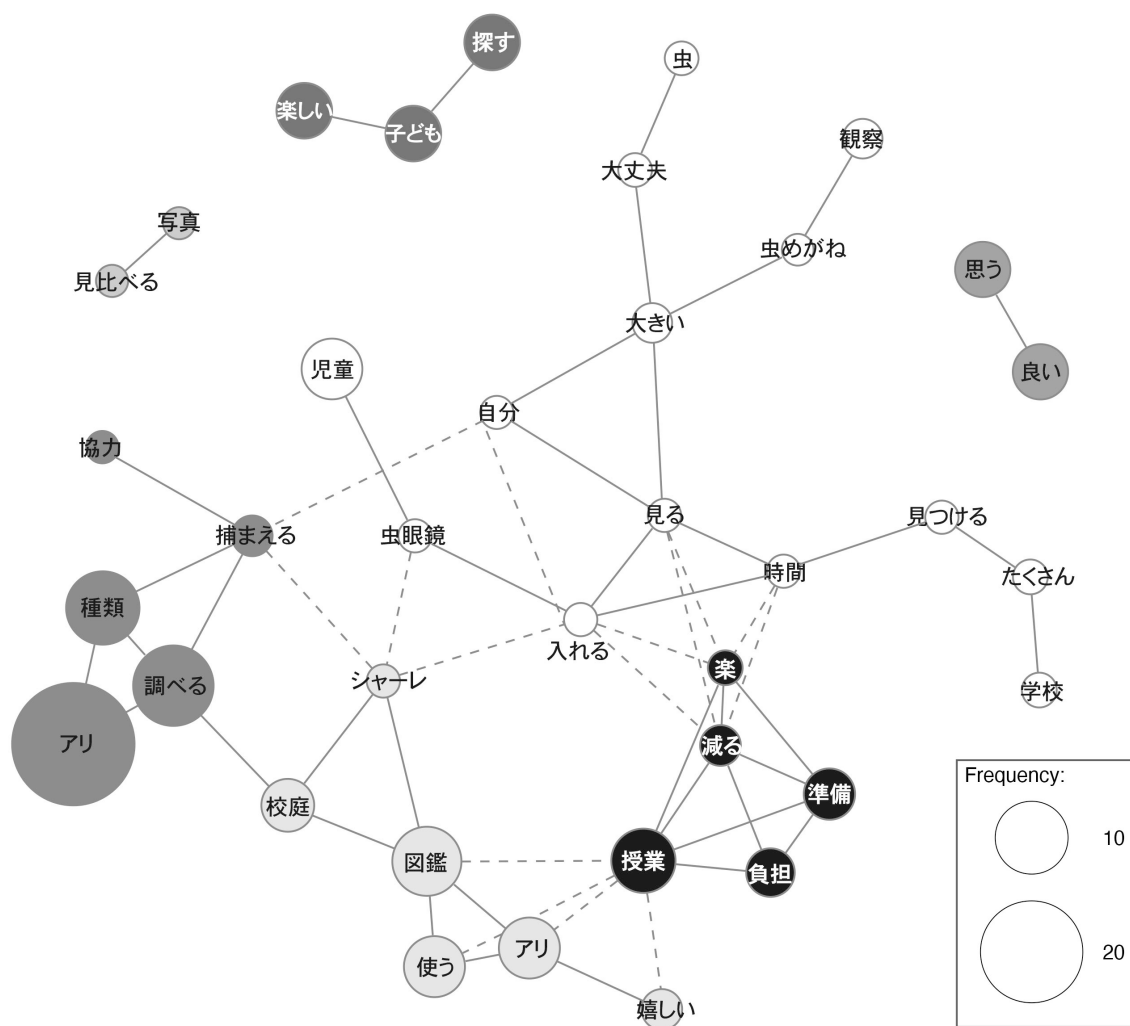 探す
虫
楽しい
子ども
観察
大丈夫
写真
虫めがね
見比べる
思う
大きい
児童
良い
自分
協力
見る
見つける
捕まえる
虫眼鏡
時間
たくさん
種類
入れる
楽
調べる
シャーレ
学校
アリ
減る
準備
校庭
図鑑
授業
負担
アリ
使う
嬉しい
Frequency:
10
20